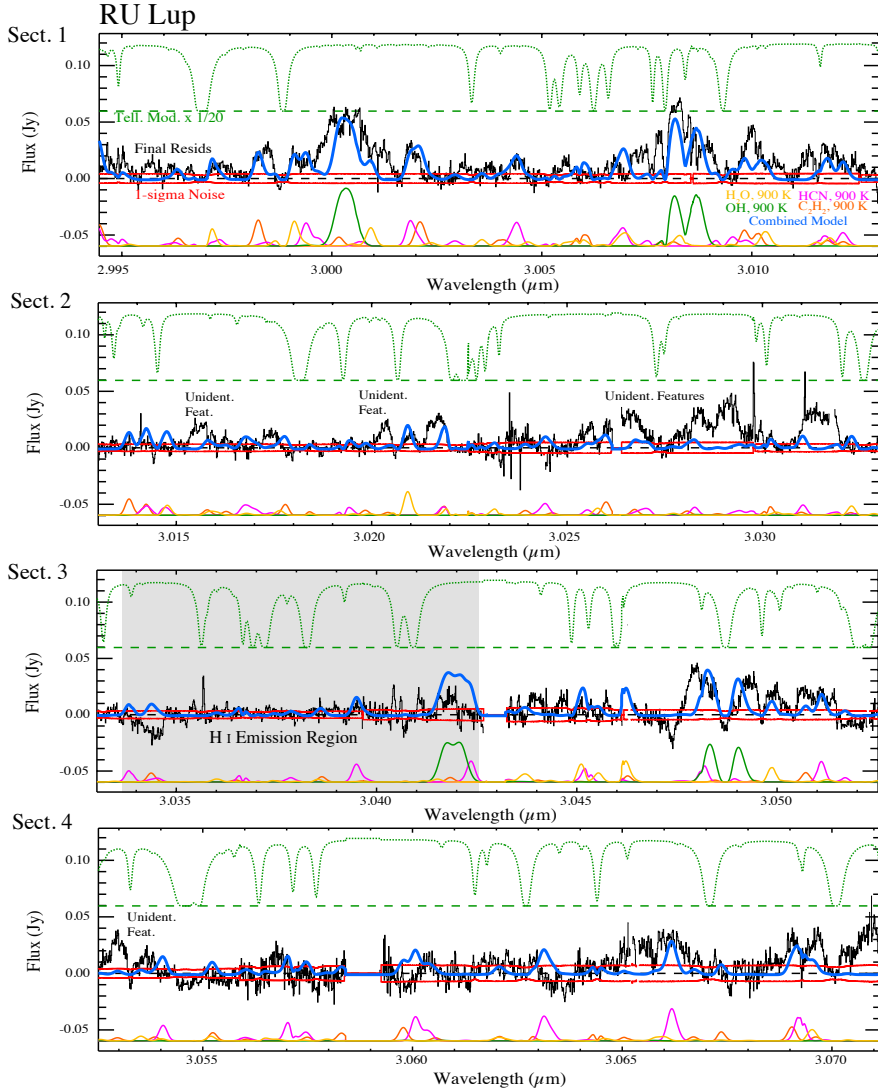 RU Lup
Sect. 1
0.10
0.05
0.00
-0.05
Flux (Jy)
Tell. Mod. x 1/20
Final Resids
1-sigma Noise
H₂O, 900 K HCN, 900 K
OH, 900 K C₂H₂, 900 K
Combined Model
2.995 3.000 3.005 3.010
Wavelength (μm)
Sect. 2
0.10
0.05
0.00
-0.05
Flux (Jy)
Unident.
Feat.
Unident.
Feat.
Unident. Features
3.015 3.020 3.025 3.030
Wavelength (μm)
Sect. 3
0.10
0.05
0.00
-0.05
Flux (Jy)
H I Emission Region
3.035 3.040 3.045 3.050
Wavelength (μm)
Sect. 4
0.10
0.05
0.00
-0.05
Flux (Jy)
Unident.
Feat.
3.055 3.060 3.065 3.070
Wavelength (μm)